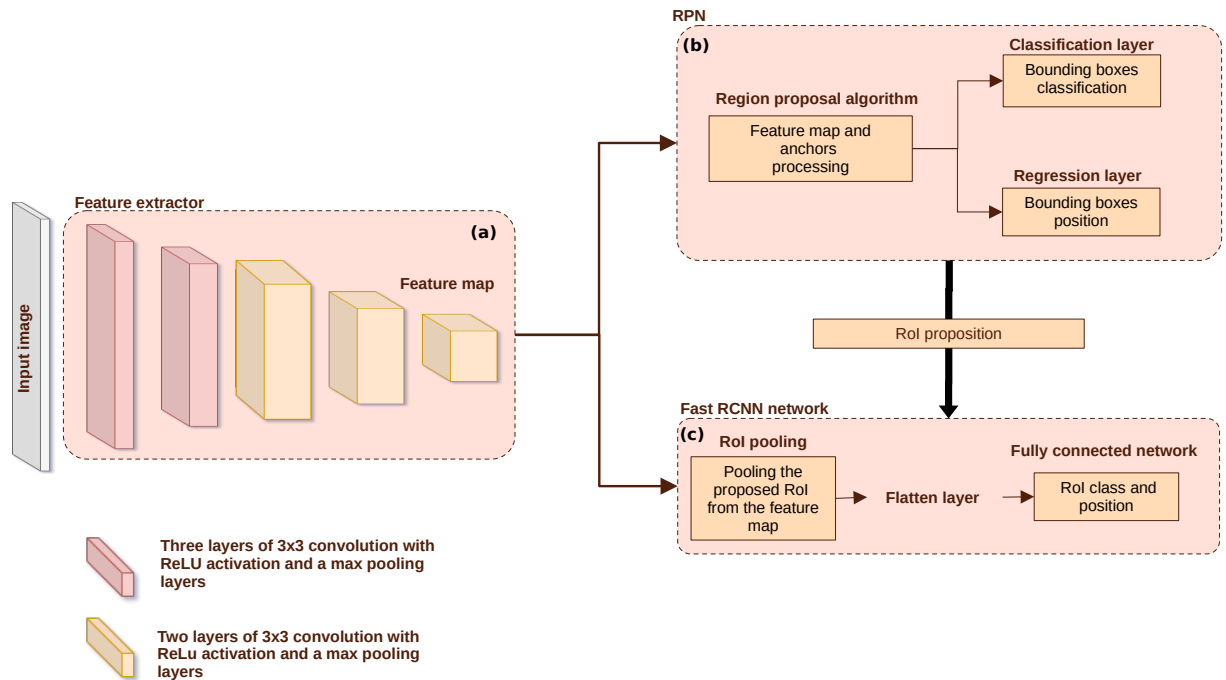 RPN
(b)
Classification layer
Bounding boxes
classification
Region proposal algorithm
Feature map and
anchors
processing
Regression layer
Bounding boxes
position
Feature extractor
(a)
Feature map
Input image
RoI proposition
Fast RCNN network
(c)
RoI pooling
Pooling the
proposed RoI
from the feature
map
Flatten layer
Fully connected network
RoI class and
position
Three layers of 3x3 convolution with
ReLU activation and a max pooling
layers
Two layers of 3x3 convolution with
ReLu activation and a max pooling
layers